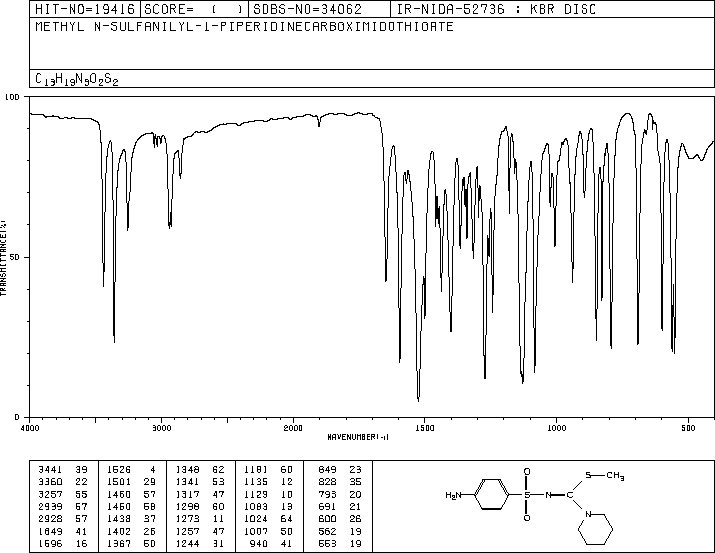 HIT-NO=19416 SCORE= ( ) SDBS-NO=34062 IR-NIDA-52736 : KBR DISC
METHYL N-SULFANILYL-1-PIPERIDINECARBOXIMIDOTHIOATE
C13H19N3O2S2
100
50
0
TRANSMITTANCE(%)
4000 3000 2000 1500 1000 500
WAVENUMBER(-1)
3441 39 1526 4 1348 62 1181 60 849 23
3360 22 1501 29 1341 53 1135 12 828 35
3257 55 1460 57 1317 47 1129 10 793 20
2939 57 1450 58 1298 60 1083 13 691 21
2928 57 1438 37 1273 11 1024 64 600 26
1649 41 1402 26 1257 47 1007 50 562 19
1596 16 1367 50 1244 31 940 41 553 19
S CH3
O
H2N S N C
O
N